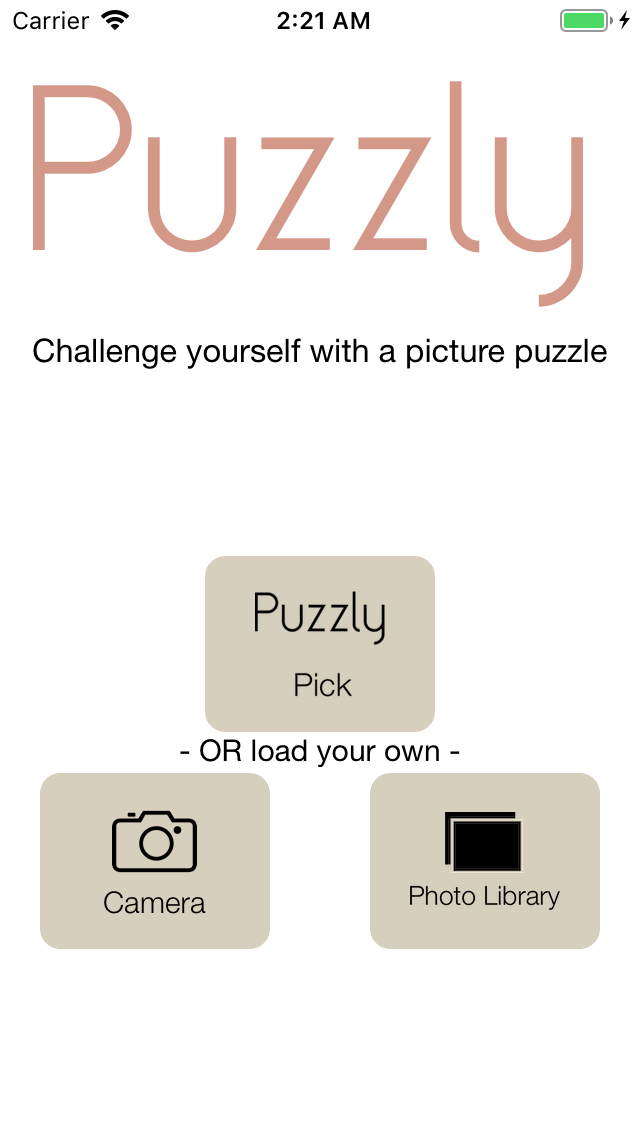 Carrier 2:21 AM
Puzzly
Challenge yourself with a picture puzzle
Puzzly
Pick
- OR load your own -
Camera Photo Library